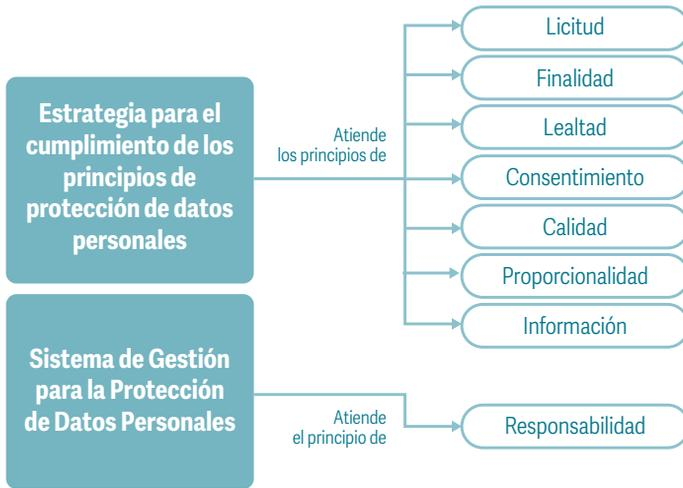 Estrategia para el
cumplimiento de los
principios de
protección de datos
personales
Atiende
los principios de
Licitud
Finalidad
Lealtad
Consentimiento
Calidad
Proporcionalidad
Información
Sistema de Gestión
para la Protección
de Datos Personales
Atiende
el principio de
Responsabilidad